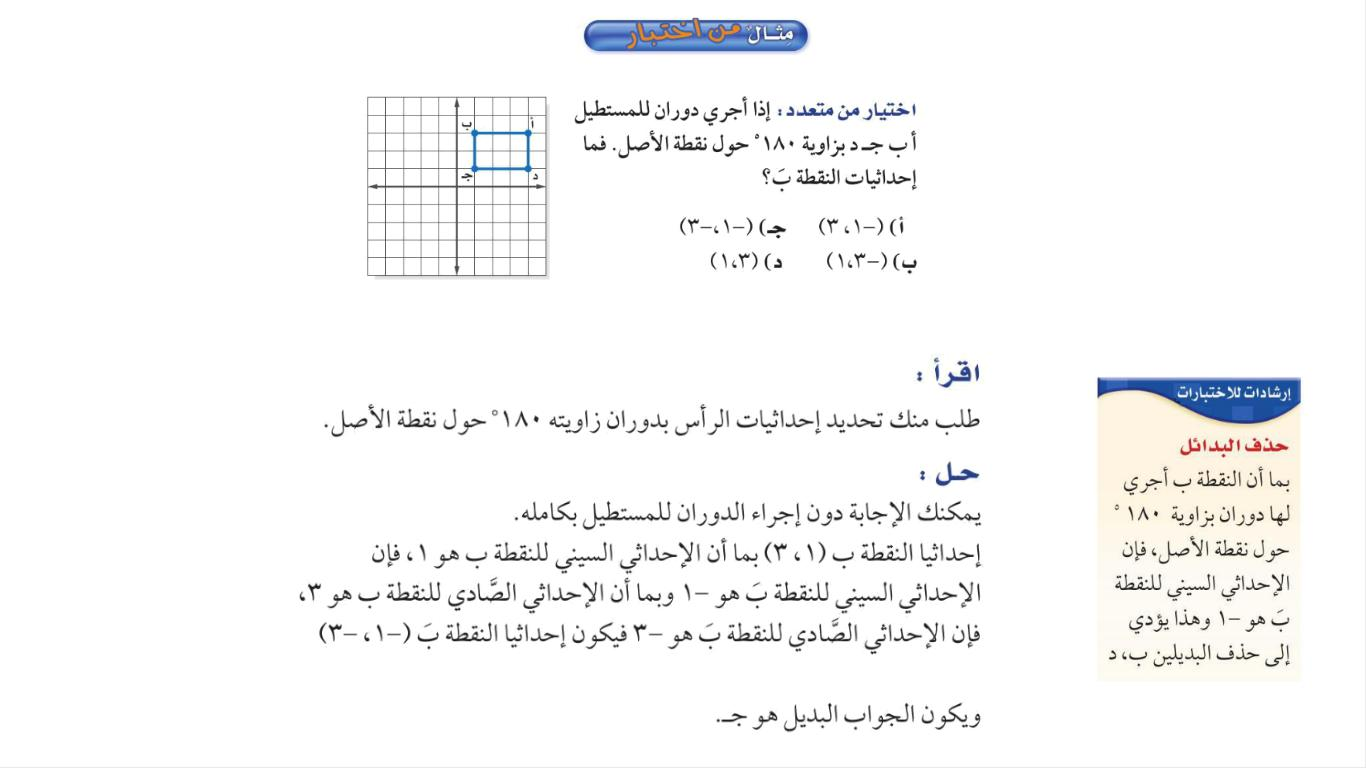 مِثـالٌ من اختبار
اختيار من متعدد: إذا أجري دوران للمستطيل
أ ب جـ د بزاوية ١٨٠° حول نقطة الأصل. فما
إحداثيات النقطة بَ؟
أ) (–١، ٣) جـ) (–١،–٣)
ب) (–١،٣) د) (١،٣)
ب أ
جـ د
اقرأ :
طلب منك تحديد إحداثيات الرأس بدوران زاويته ١٨٠° حول نقطة الأصل.
حل :
يمكنك الإجابة دون إجراء الدوران للمستطيل بكامله.
إحداثيا النقطة ب (١، ٣) بما أن الإحداثي السيني للنقطة ب هو ١، فإن
الإحداثي السيني للنقطة بَ هو –١ وبما أن الإحداثي الصَّادي للنقطة ب هو ٣،
فإن الإحداثي الصَّادي للنقطة بَ هو –٣ فيكون إحداثيا النقطة بَ (–١، –٣)
ويكون الجواب البديل هو جـ.
إرشادات للاختبارات
حذف البدائل
بما أن النقطة ب أجري
لها دوران بزاوية ١٨٠°
حول نقطة الأصل، فإن
الإحداثي السيني للنقطة
بَ هو –١ وهذا يؤدي
إلى حذف البديلين ب، د